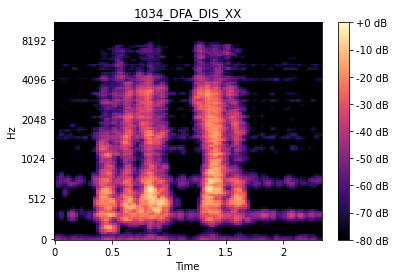 1034_DFA_DIS_XX
+0 dB
8192
-10 dB
4096
-20 dB
-30 dB
2048
Hz
-40 dB
1024
-50 dB
512
-60 dB
-70 dB
0
-80 dB
0
0.5
1
1.5
2
Time